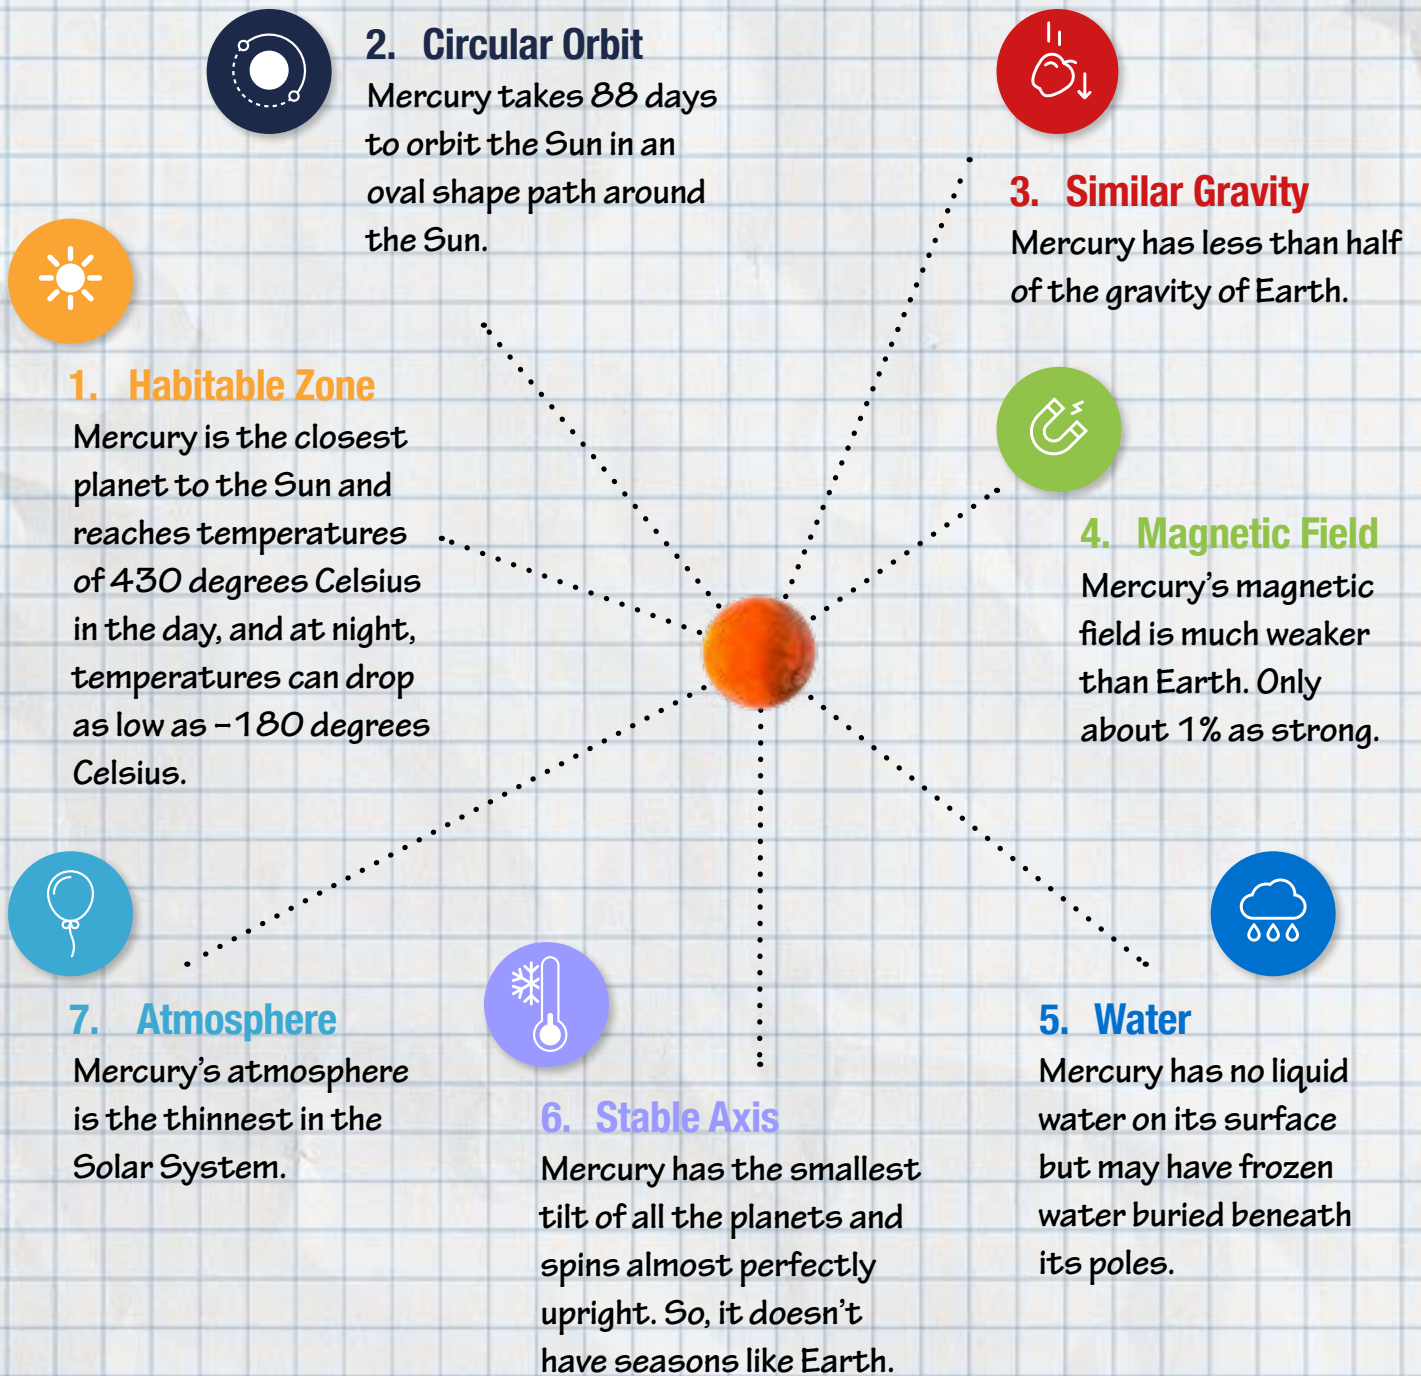 1. Habitable Zone
Mercury is the closest
planet to the Sun and
reaches temperatures
of 430 degrees Celsius
in the day, and at night,
temperatures can drop
as low as –180 degrees
Celsius.
2. Circular Orbit
Mercury takes 88 days
to orbit the Sun in an
oval shape path around
the Sun.
3. Similar Gravity
Mercury has less than half
of the gravity of Earth.
4. Magnetic Field
Mercury's magnetic
field is much weaker
than Earth. Only
about 1% as strong.
5. Water
Mercury has no liquid
water on its surface
but may have frozen
water buried beneath
its poles.
6. Stable Axis
Mercury has the smallest
tilt of all the planets and
spins almost perfectly
upright. So, it doesn't
have seasons like Earth.
7. Atmosphere
Mercury's atmosphere
is the thinnest in the
Solar System.